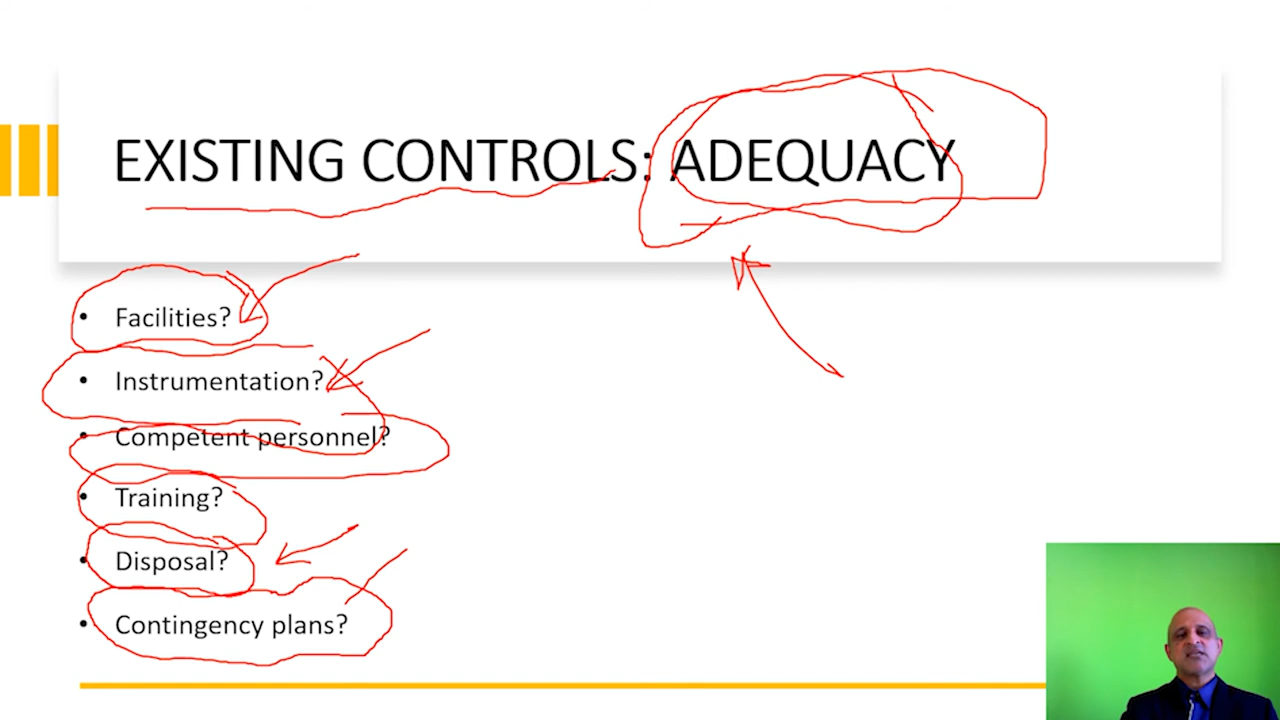 EXISTING CONTROLS: ADEQUACY
• Facilities?
• Instrumentation?
• Competent personnel?
• Training?
• Disposal?
• Contingency plans?